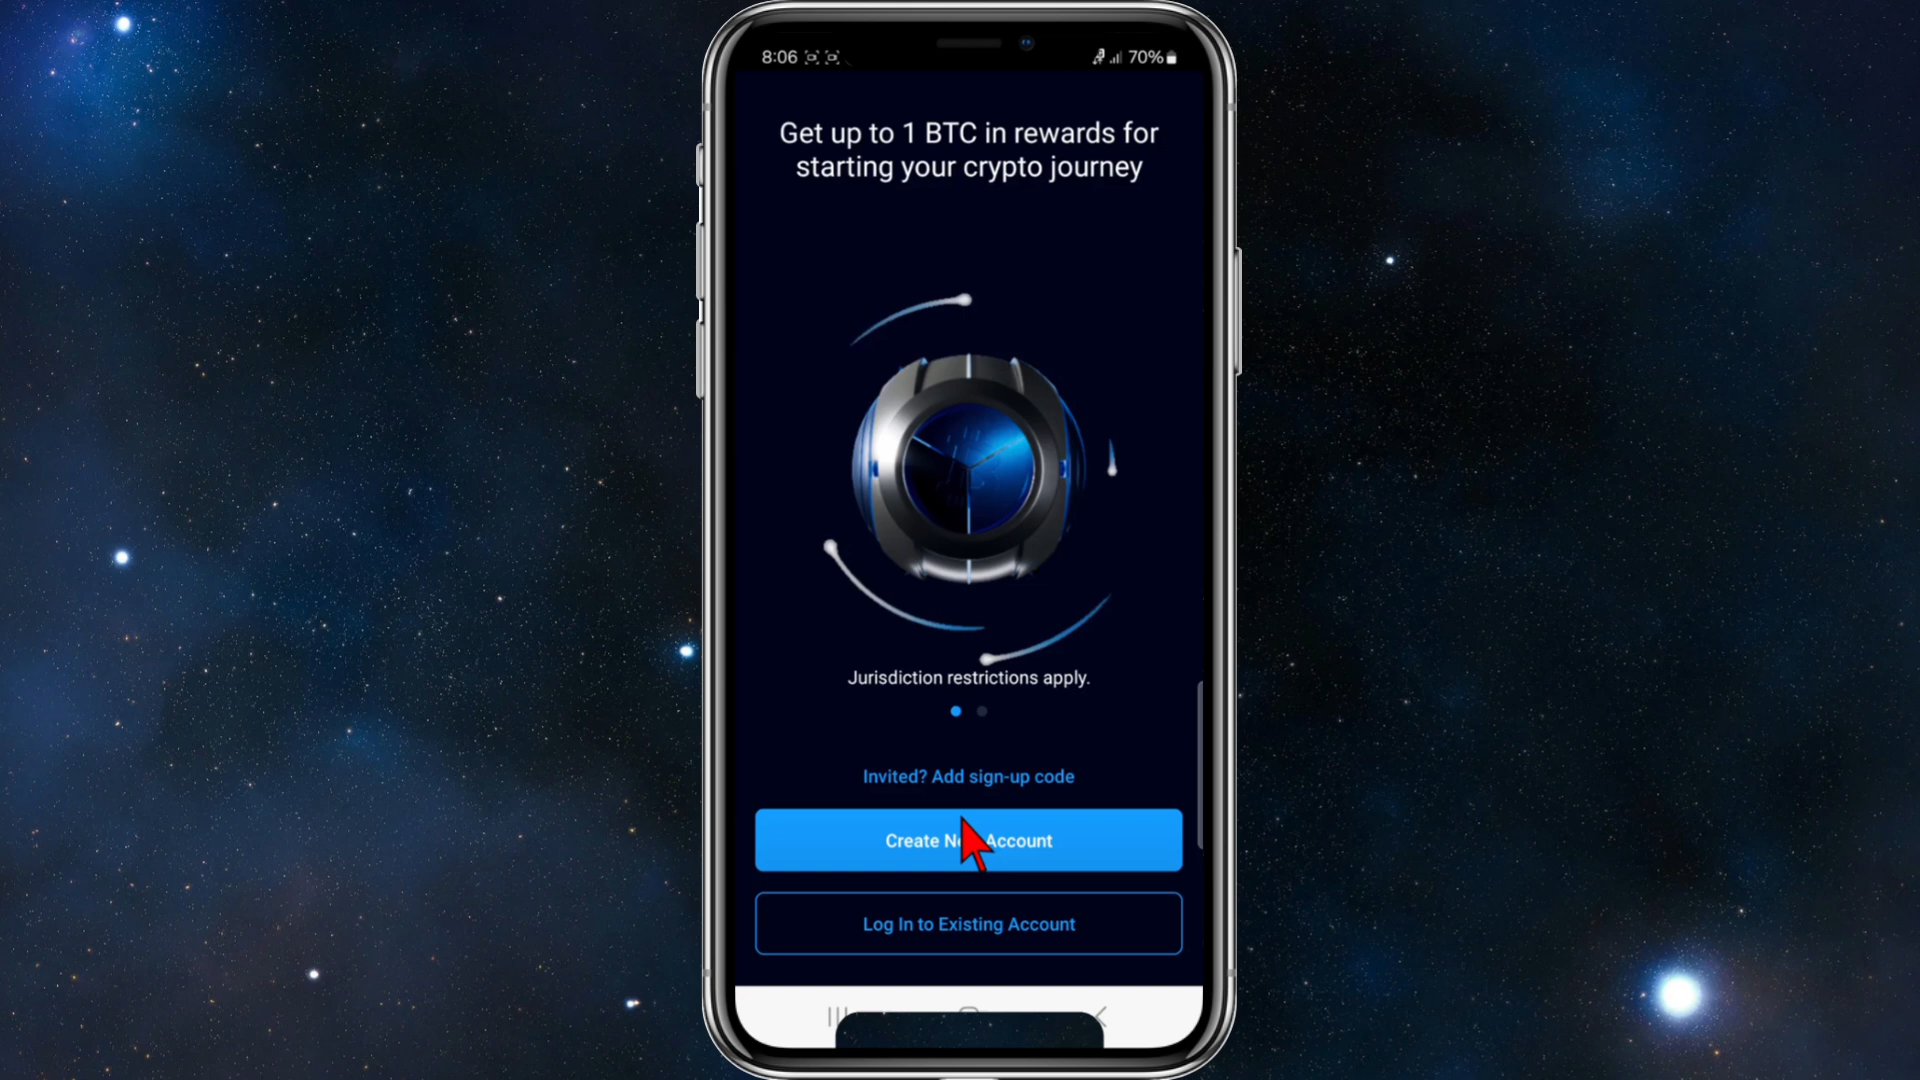 8:06 70%
Get up to 1 BTC in rewards for
starting your crypto journey
Jurisdiction restrictions apply.
Invited? Add sign-up code
Create Account
Log In to Existing Account